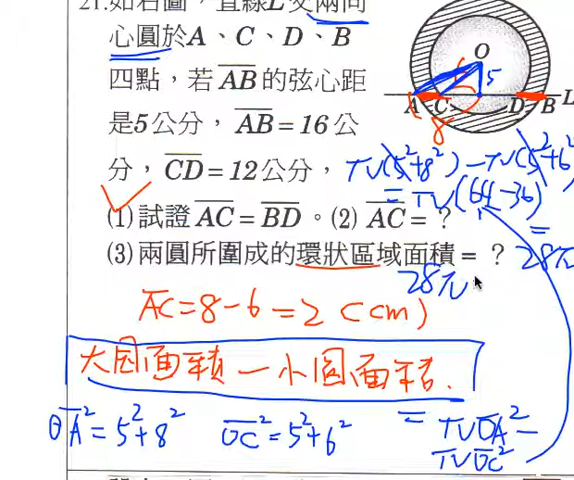 21.如右圖，直線L交兩同
心圓於A、C、D、B
四點，若AB的弦心距
是5公分，AB=16公
分，CD=12公分，
(1)試證AC=BD。(2) AC=？
(3)兩圓所圍成的環狀區域面積=？
O
5
A C D B L
8
π(5²+8²)-π(5²+6²)
=π(64-36)
=
28π
28π
AC=8-6=2 (cm)
大圓面積-小圓面積.
OA²=5²+8² OC²=5²+6²
=πOA²-
πOC²